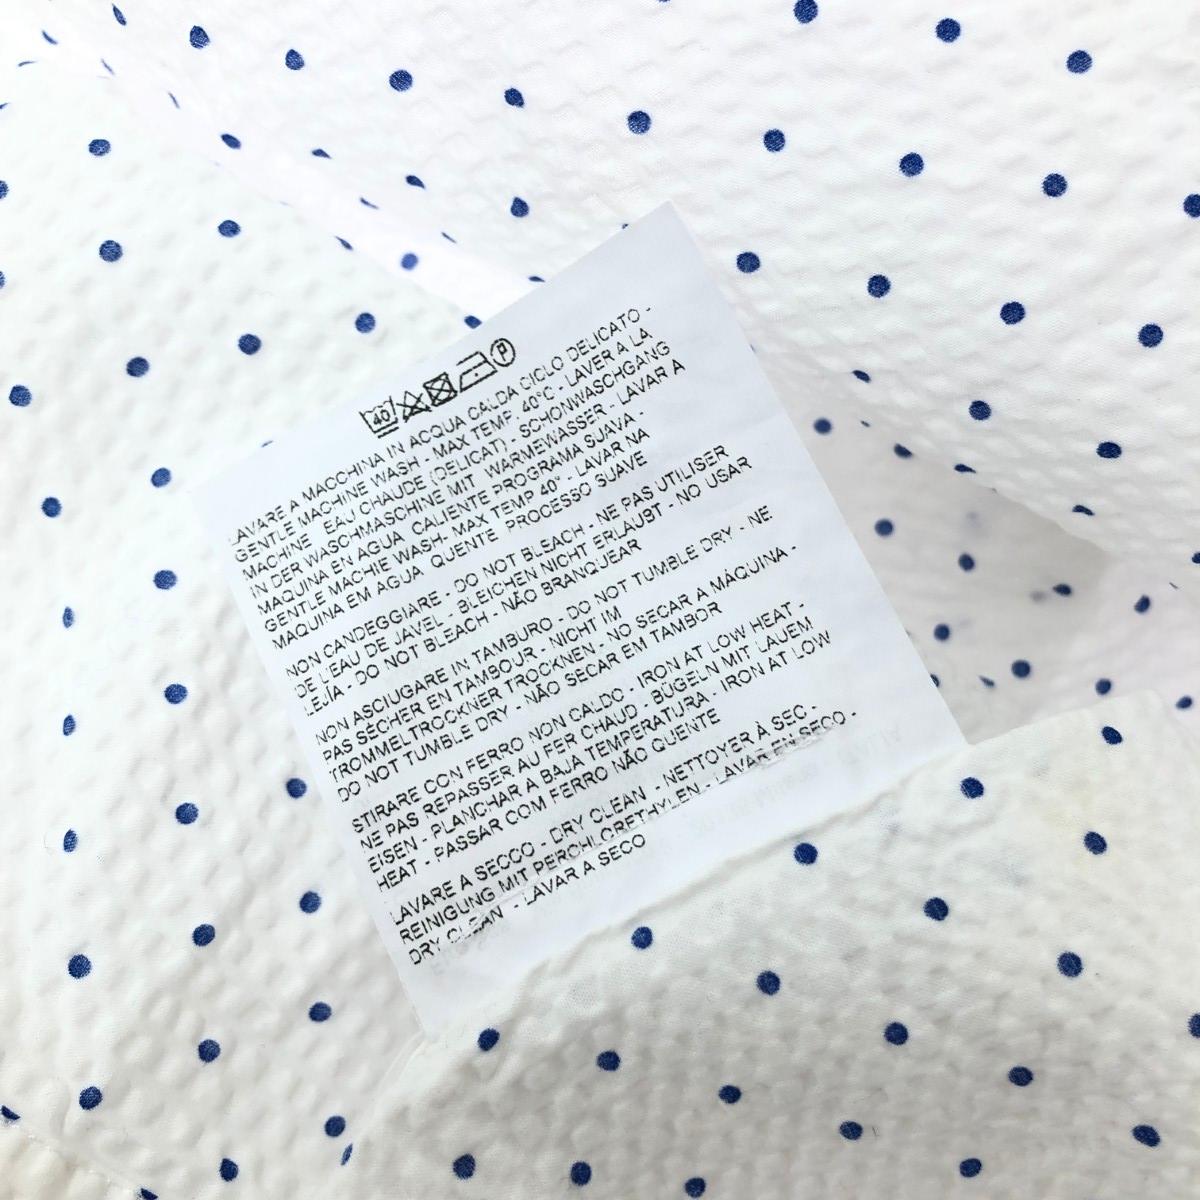 40 P
LAVARE A MACCHINA IN ACQUA CALDA CICLO DELICATO -
GENTLE MACHINE WASH - MAX TEMP. 40°C - LAVER A LA
MACHINE EAU CHAUDE (DELICAT) - SCHONWASCHGANG
IN DER WASCHMASCHINE MIT WARMEWASSER - LAVAR A
MAQUINA EN AGUA CALIENTE PROGRAMA SUAVA -
GENTLE MACHIE WASH- MAX TEMP 40° - LAVAR NA
MAQUINA EM AGUA QUENTE PROCESSO SUAVE
NON CANDEGGIARE - DO NOT BLEACH - NE PAS UTILISER
DE L'EAU DE JAVEL - BLEICHEN NICHT ERLAUBT - NO USAR
LEJÍA - DO NOT BLEACH - NÃO BRANQUEAR
NON ASCIUGARE IN TAMBURO - DO NOT TUMBLE DRY - NE
PAS SÉCHER EN TAMBOUR - NICHT IM
TROMMELTROCKNER TROCKNEN - NO SECAR A MÁQUINA -
DO NOT TUMBLE DRY - NÃO SECAR EM TAMBOR
STIRARE CON FERRO NON CALDO - IRON AT LOW HEAT -
NE PAS REPASSER AU FER CHAUD - BÜGELN MIT LAUEM
EISEN - PLANCHAR A BAJA TEMPERATURA - IRON AT LOW
HEAT - PASSAR COM FERRO NÃO QUENTE
LAVARE A SECCO - DRY CLEAN - NETTOYER À SEC -
REINIGUNG MIT PERCHLORETHYLEN - LAVAR EN SECO -
DRY CLEAN - LAVAR A SECO